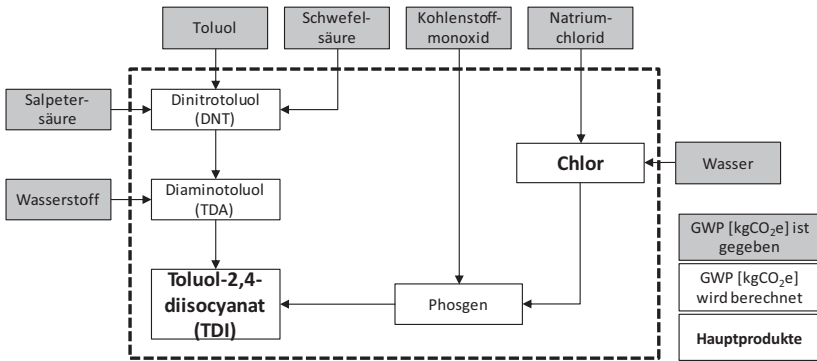 Toluol
Schwefel-
säure
Kohlenstoff-
monoxid
Natrium-
chlorid
Salpeter-
säure
Dinitrotoluol
(DNT)
Chlor
Wasser
Wasserstoff
Diaminotoluol
(TDA)
Toluol-2,4-
diisocyanat
(TDI)
Phosgen
GWP [kgCO₂e] ist
gegeben
GWP [kgCO₂e]
wird berechnet
Hauptprodukte